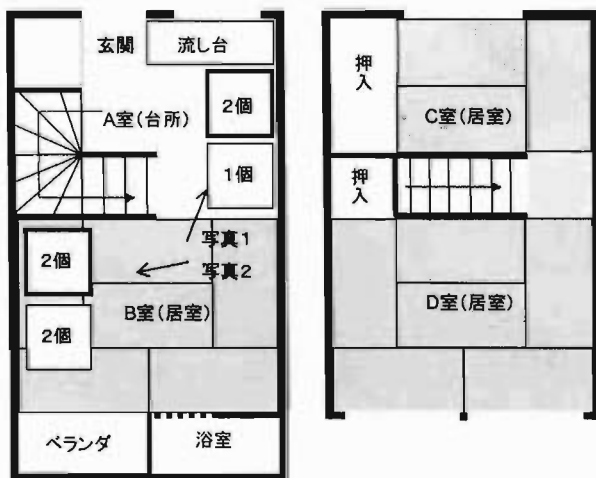 玄関
流し台
A室(台所)
2個
1個
写真1
写真2
2個
B室(居室)
2個
ベランダ
浴室
押入
C室(居室)
押入
D室(居室)